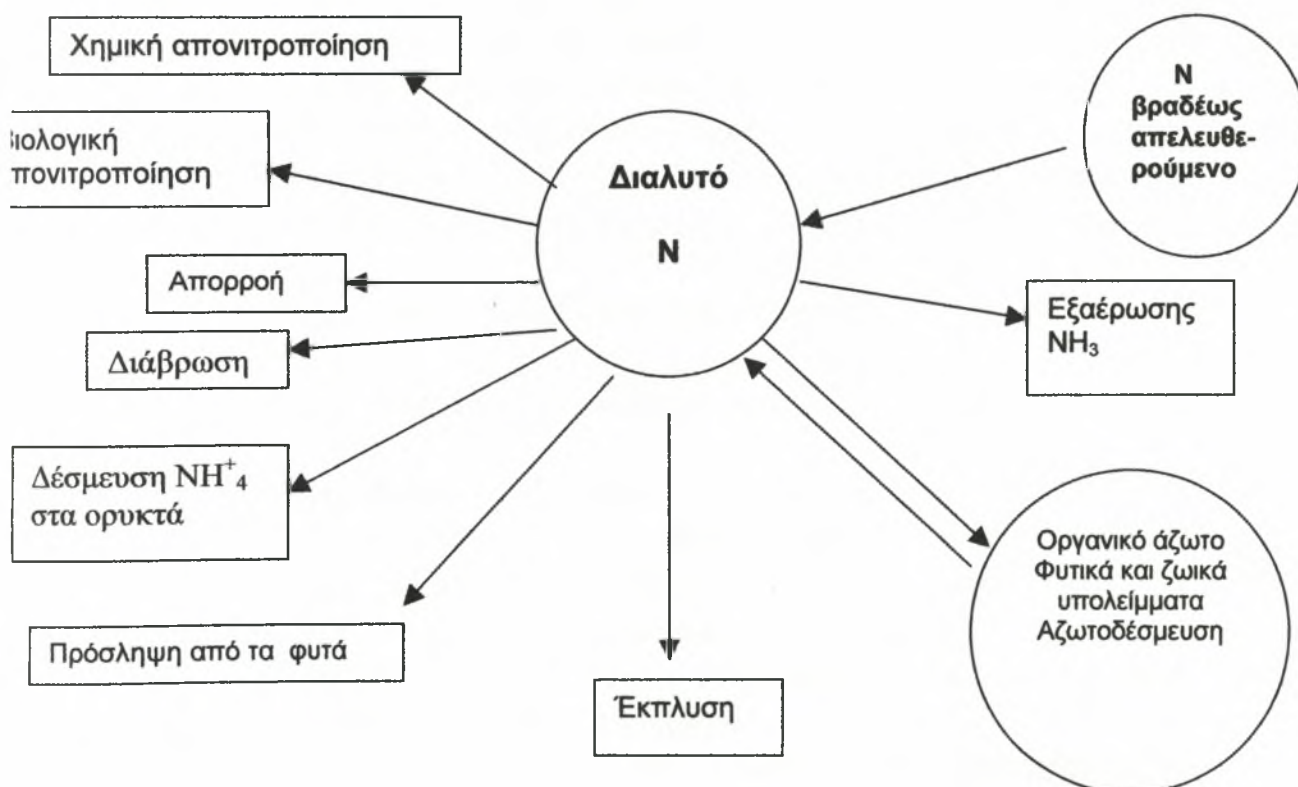 Χημική απονιτροποίηση
Ν
βραδέως
απελευθε-
ρούμενο
βιολογική
πονιτροποίηση
Διαλυτό
Ν
Απορροή
Εξαέρωσης
NH₃
Διάβρωση
Δέσμευση NH⁺₄
στα ορυκτά
Οργανικό άζωτο
Φυτικά και ζωικά
υπολείμματα
Αζωτοδέσμευση
Πρόσληψη από τα φυτά
Έκπλυση